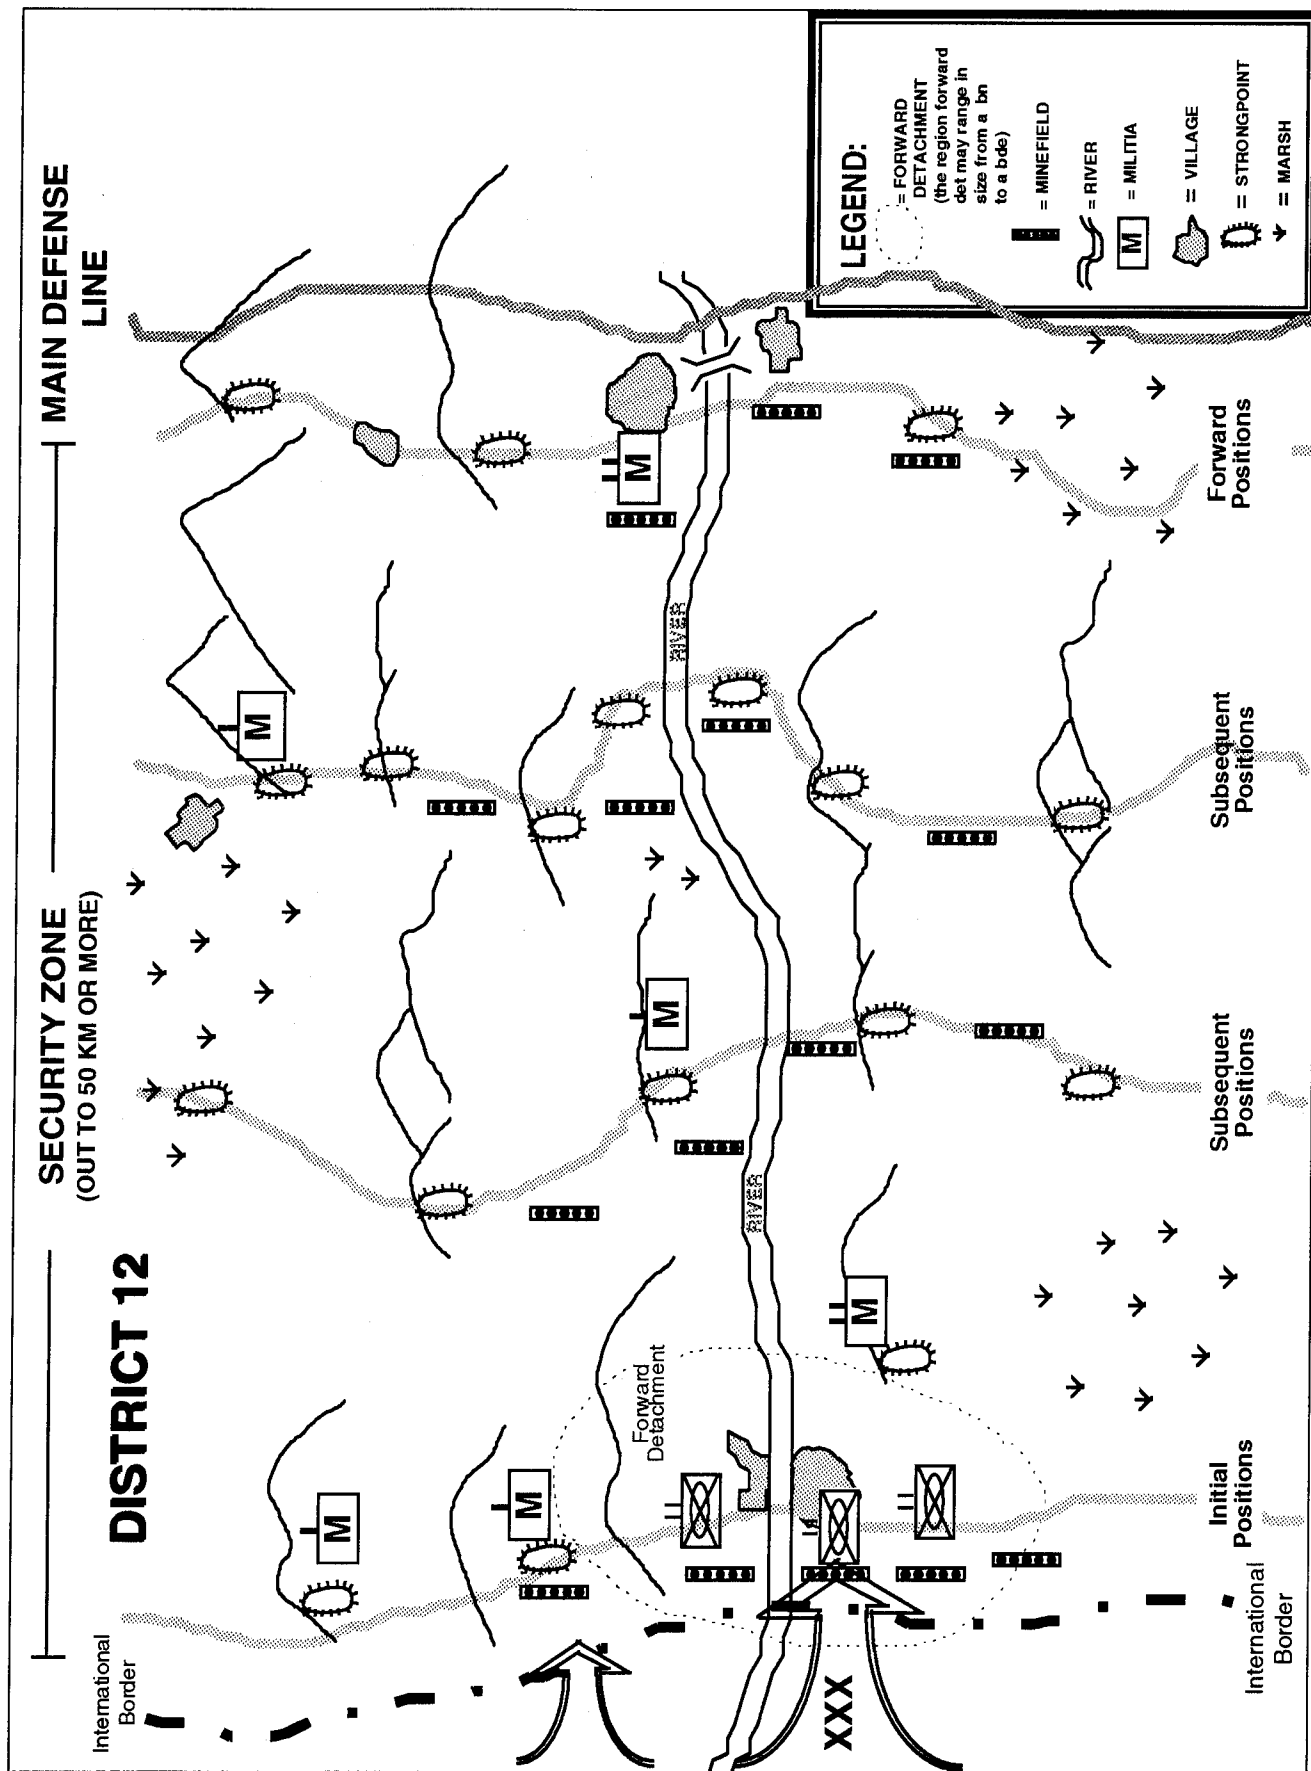 SECURITY ZONE
(OUT TO 50 KM OR MORE)
MAIN DEFENSE
LINE
DISTRICT 12
International
Border
M
M
M
M
M
M
Forward
Detachment
RIVER
RIVER
XXX
International
Border
Initial
Positions
Subsequent
Positions
Subsequent
Positions
Forward
Positions
LEGEND:
= FORWARD
DETACHMENT
(the region forward
det may range in
size from a bn
to a bde)
= MINEFIELD
= RIVER
M = MILITIA
= VILLAGE
= STRONGPOINT
= MARSH